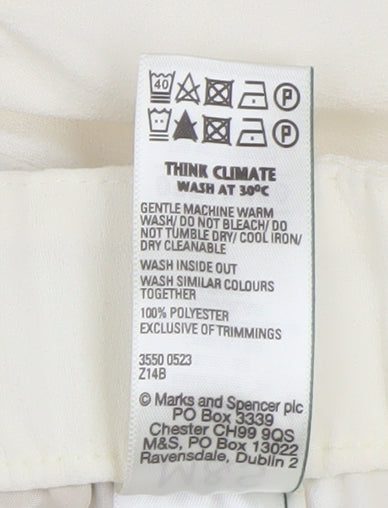 40 P
P
THINK CLIMATE
WASH AT 30ºC
GENTLE MACHINE WARM
WASH/ DO NOT BLEACH/ DO
NOT TUMBLE DRY/ COOL IRON/
DRY CLEANABLE
WASH INSIDE OUT
WASH SIMILAR COLOURS
TOGETHER
100% POLYESTER
EXCLUSIVE OF TRIMMINGS
3550 0523
Z14B
© Marks and Spencer plc
PO Box 3339
Chester CH99 9QS
M&S, PO Box 13022
Ravensdale, Dublin 2